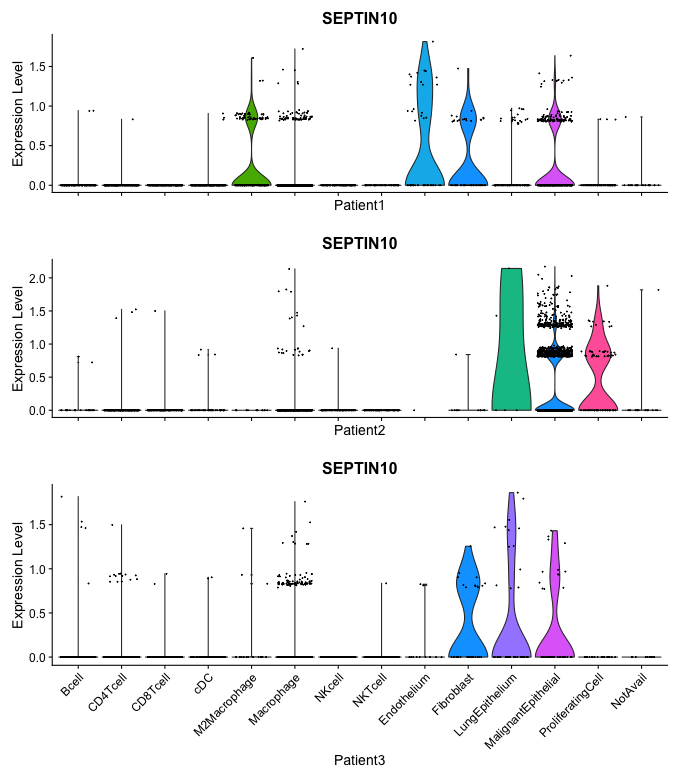 SEPTIN10
Expression Level
1.5
1.0
0.5
0.0
Patient1
SEPTIN10
Expression Level
2.0
1.5
1.0
0.5
0.0
Patient2
SEPTIN10
Expression Level
1.5
1.0
0.5
0.0
Bcell
CD4Tcell
CD8Tcell
cDC
M2Macrophage
Macrophage
NKcell
NKTcell
Endothelium
Fibroblast
LungEpithelium
MalignantEpithelial
ProliferatingCell
NotAvail
Patient3